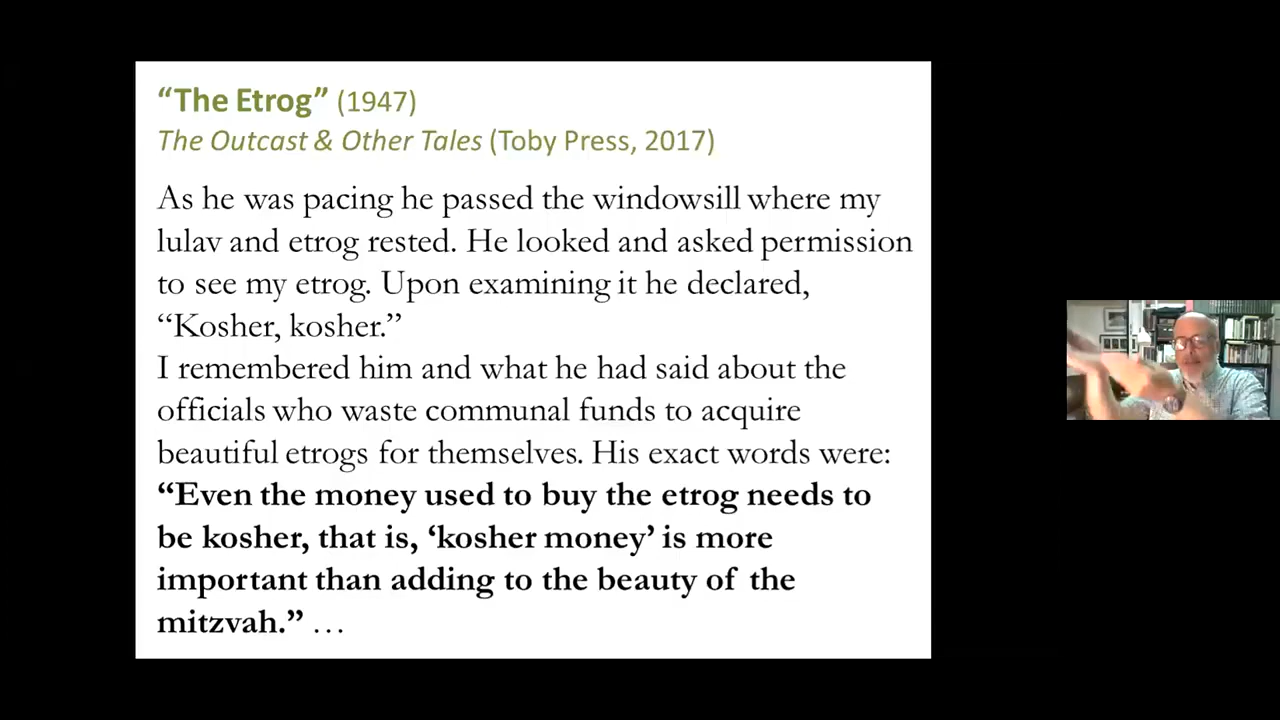 “The Etrog” (1947)
The Outcast & Other Tales (Toby Press, 2017)
As he was pacing he passed the windowsill where my
lulav and etrog rested. He looked and asked permission
to see my etrog. Upon examining it he declared,
“Kosher, kosher.”
I remembered him and what he had said about the
officials who waste communal funds to acquire
beautiful etrogs for themselves. His exact words were:
“Even the money used to buy the etrog needs to
be kosher, that is, ‘kosher money’ is more
important than adding to the beauty of the
mitzvah.” …